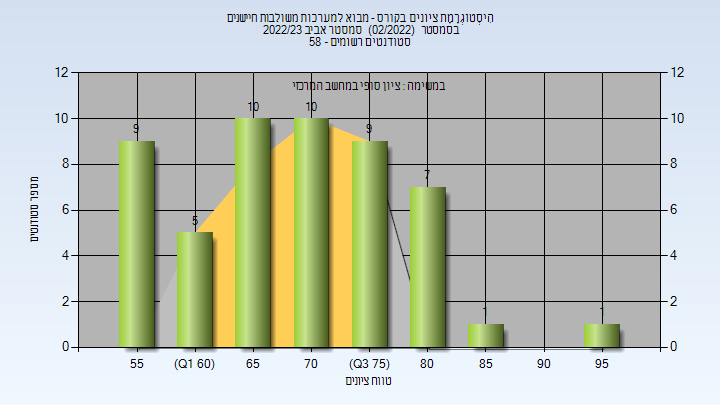 הִיסְטוֹגְרָמַת ציונים בקורס - מבוא למערכות משולבות חיישנים
בסמסטר (02/2022) סמסטר אביב 2022/23
סטודנטים רשומים - 58
במשימה : ציון סופי במחשב המרכזי
12 12
10 10
8 8
6 6
4 4
2 2
0 0
9 5 10 10 9 7 1 1
מספר סטודנטים
55 (Q1 60) 65 70 (Q3 75) 80 85 90 95
טווח ציונים